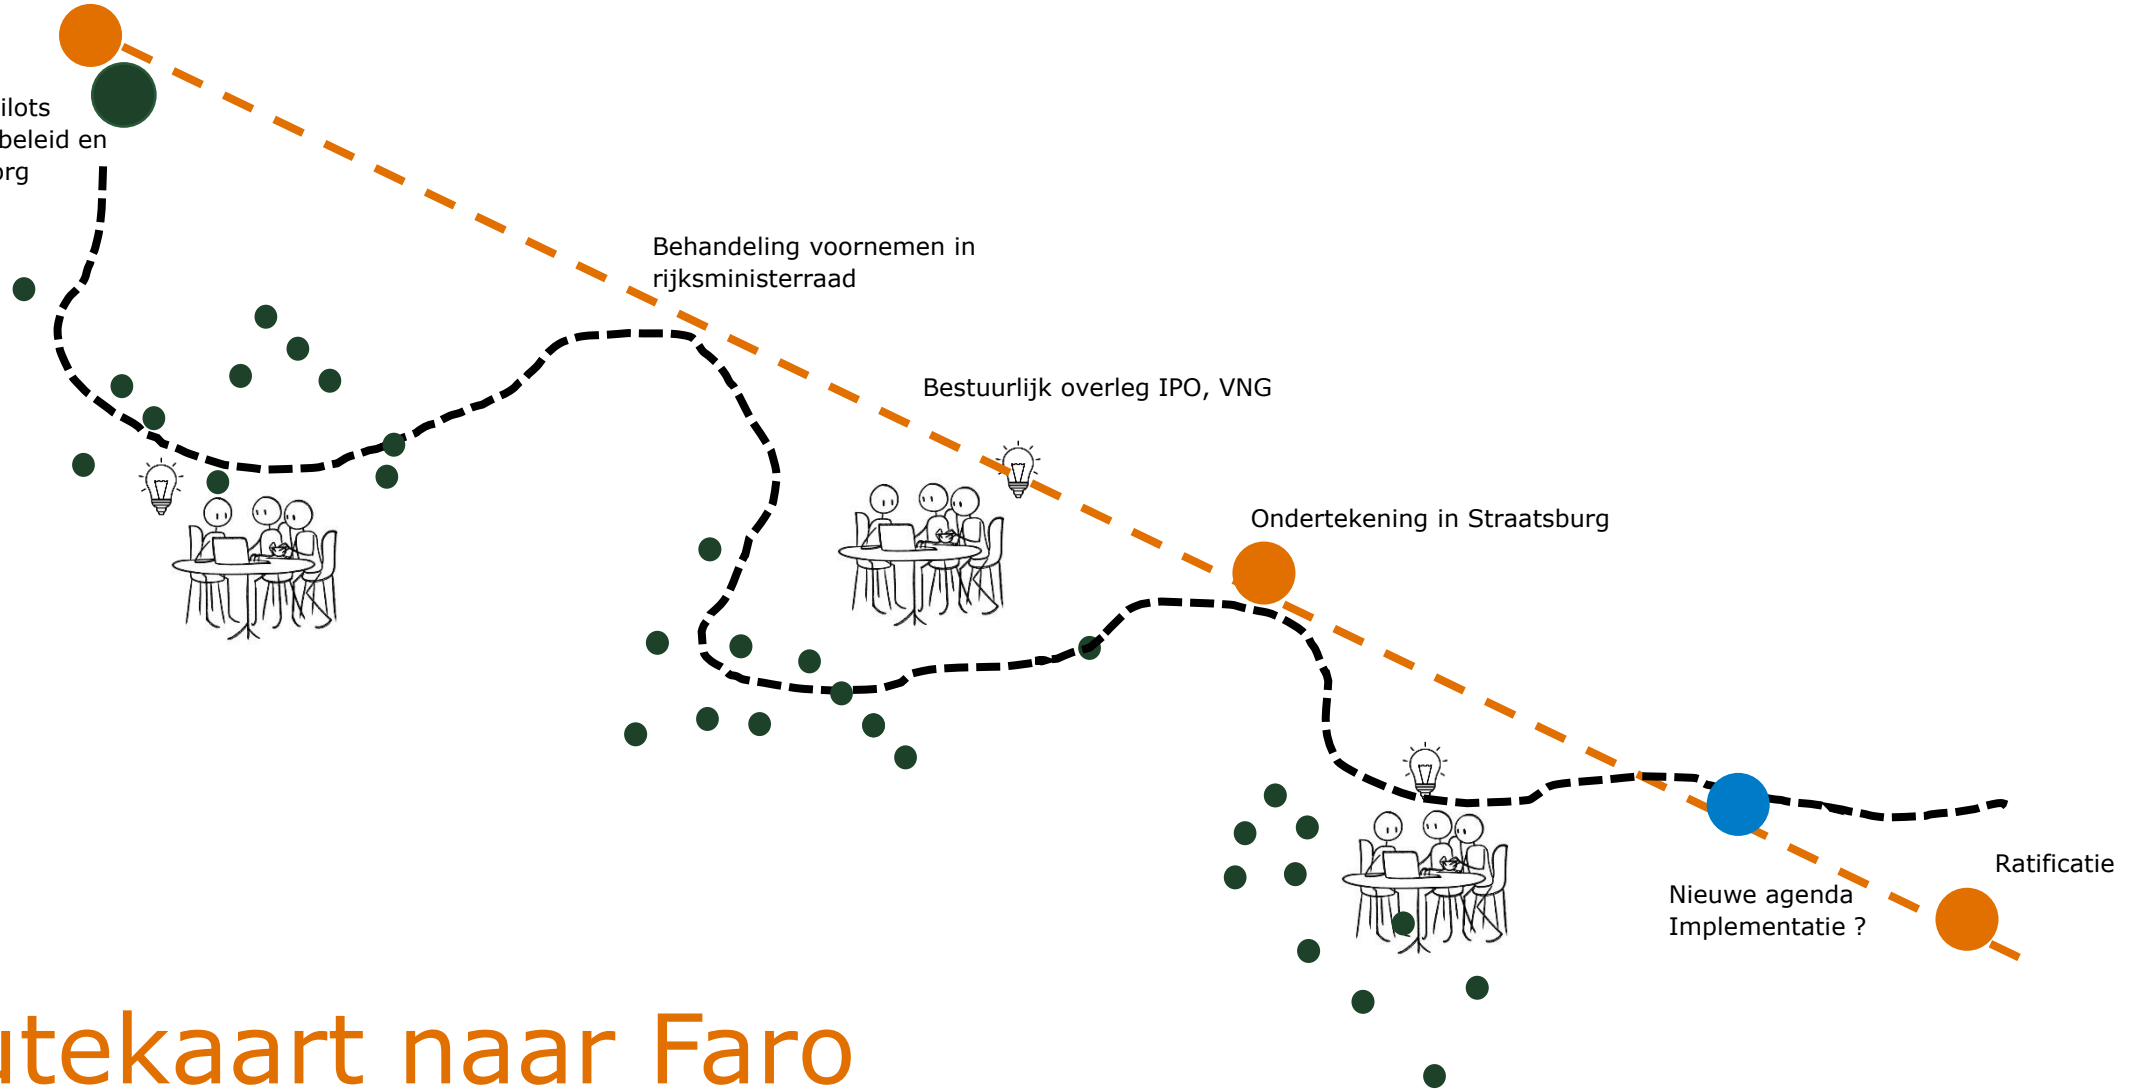 ilots
beleid en
org
Behandeling voornemen in
rijksministerraad
Bestuurlijk overleg IPO, VNG
Ondertekening in Straatsburg
Ratificatie
Nieuwe agenda
Implementatie ?
utekaart naar Faro